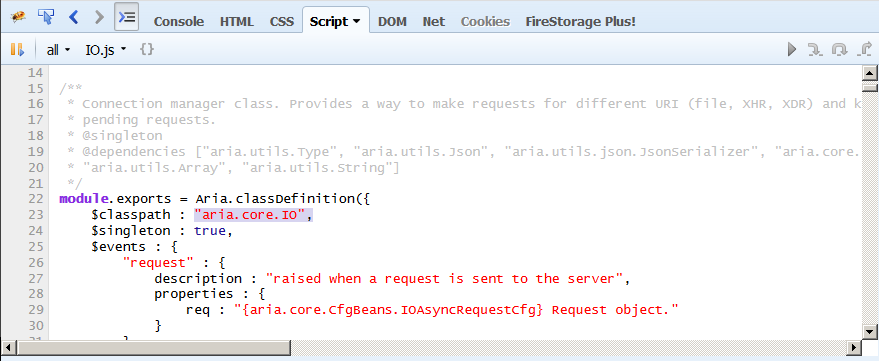 Console HTML CSS Script DOM Net Cookies FireStorage Plus!
all IO.js {}
14
15 /**
16  * Connection manager class. Provides a way to make requests for different URI (file, XHR, XDR) and k
17  * pending requests.
18  * @singleton
19  * @dependencies ["aria.utils.Type", "aria.utils.Json", "aria.utils.json.JsonSerializer", "aria.core.
20  * "aria.utils.Array", "aria.utils.String"]
21  */
22 module.exports = Aria.classDefinition({
23     $classpath : "aria.core.IO",
24     $singleton : true,
25     $events : {
26         "request" : {
27             description : "raised when a request is sent to the server",
28             properties : {
29                 req : "{aria.core.CfgBeans.IOAsyncRequestCfg} Request object."
30             }